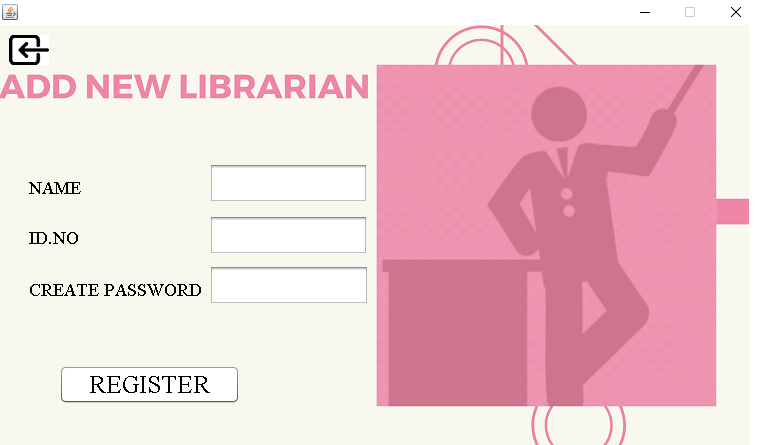 ADD NEW LIBRARIAN
NAME
ID.NO
CREATE PASSWORD
REGISTER